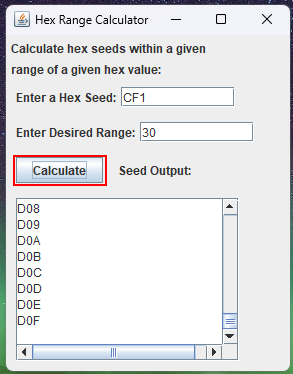 Hex Range Calculator
Calculate hex seeds within a given
range of a given hex value:
Enter a Hex Seed: CF1
Enter Desired Range: 30
Calculate Seed Output:
D08
D09
D0A
D0B
D0C
D0D
D0E
D0F